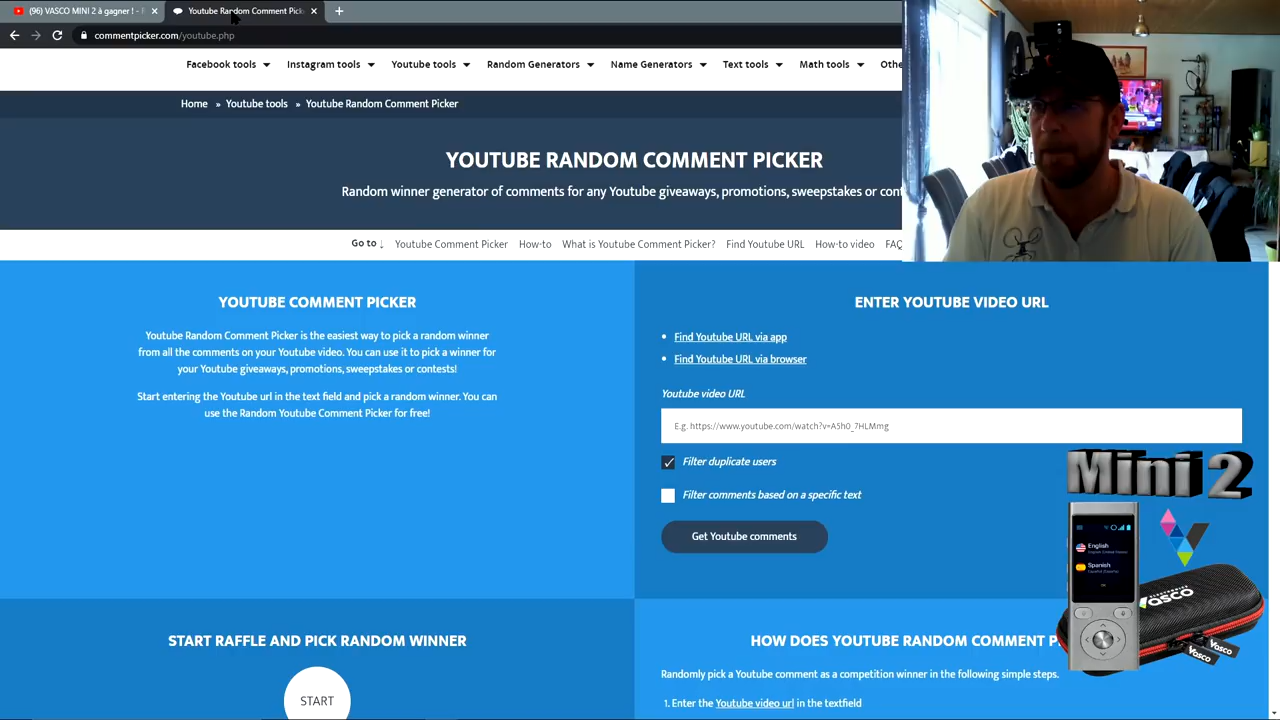 (96) VASCO MINI 2 à gagner ! -
Youtube Random Comment Pick
commentpicker.com/youtube.php
Facebook tools
Instagram tools
Youtube tools
Random Generators
Name Generators
Text tools
Math tools
Othe
Home » Youtube tools » Youtube Random Comment Picker
YOUTUBE RANDOM COMMENT PICKER
Random winner generator of comments for any Youtube giveaways, promotions, sweepstakes or cont
Go to ↓ Youtube Comment Picker How-to What is Youtube Comment Picker? Find Youtube URL How-to video FAQ
YOUTUBE COMMENT PICKER
Youtube Random Comment Picker is the easiest way to pick a random winner
from all the comments on your Youtube video. You can use it to pick a winner for
your Youtube giveaways, promotions, sweepstakes or contests!
Start entering the Youtube url in the text field and pick a random winner. You can
use the Random Youtube Comment Picker for free!
ENTER YOUTUBE VIDEO URL
• Find Youtube URL via app
• Find Youtube URL via browser
Youtube video URL
E.g. https://www.youtube.com/watch?v=A5h0_7HLMmg
Filter duplicate users
Filter comments based on a specific text
Get Youtube comments
Mini 2
English
Spanish
VASCO
Vasco
Vasco
START RAFFLE AND PICK RANDOM WINNER
START
HOW DOES YOUTUBE RANDOM COMMENT P
Randomly pick a Youtube comment as a competition winner in the following simple steps.
1. Enter the Youtube video url in the textfield